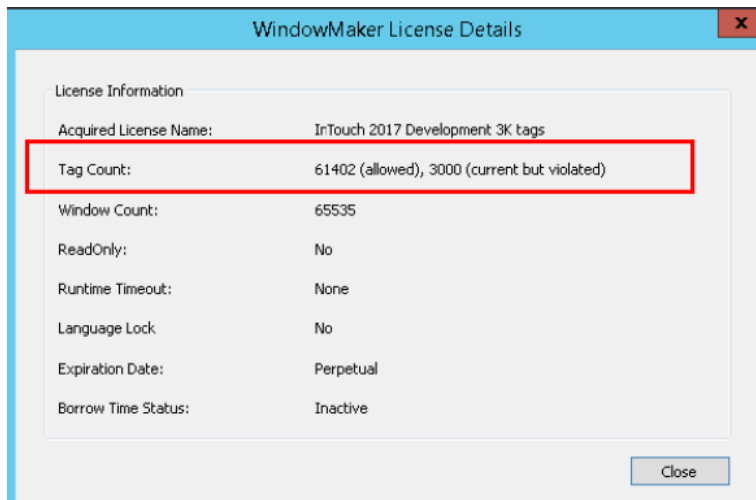 WindowMaker License Details
x
License Information
Acquired License Name: InTouch 2017 Development 3K tags
Tag Count: 61402 (allowed), 3000 (current but violated)
Window Count: 65535
ReadOnly: No
Runtime Timeout: None
Language Lock No
Expiration Date: Perpetual
Borrow Time Status: Inactive
Close